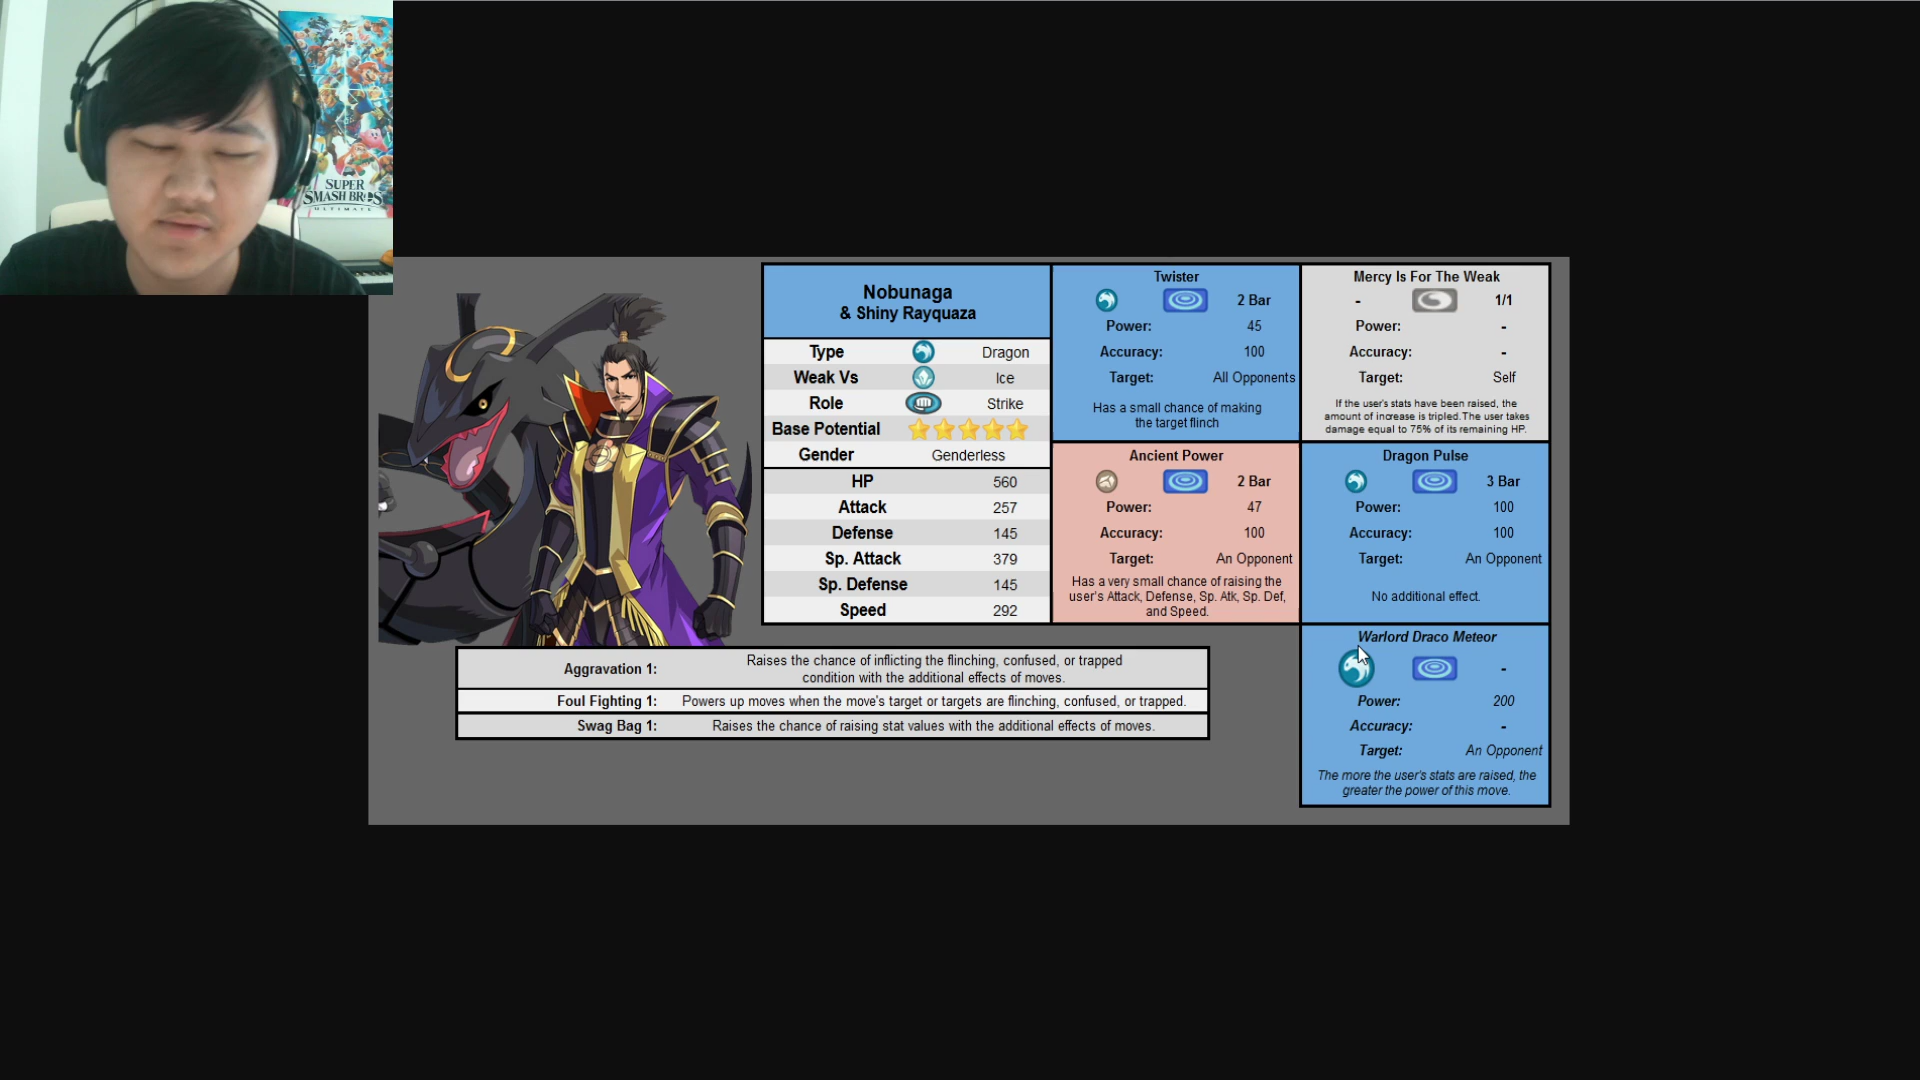 SUPER
SMASH BROS
ULTIMATE
Nobunaga
& Shiny Rayquaza
Type Dragon
Weak Vs Ice
Role Strike
Base Potential
Gender Genderless
HP 560
Attack 257
Defense 145
Sp. Attack 379
Sp. Defense 145
Speed 292
Twister
2 Bar
Power: 45
Accuracy: 100
Target: All Opponents
Has a small chance of making
the target flinch
Mercy Is For The Weak
- 1/1
Power: -
Accuracy: -
Target: Self
If the user's stats have been raised, the
amount of increase is tripled.The user takes
damage equal to 75% of its remaining HP.
Ancient Power
2 Bar
Power: 47
Accuracy: 100
Target: An Opponent
Has a very small chance of raising the
user's Attack, Defense, Sp. Atk, Sp. Def,
and Speed.
Dragon Pulse
3 Bar
Power: 100
Accuracy: 100
Target: An Opponent
No additional effect.
Warlord Draco Meteor
-
Power: 200
Accuracy: -
Target: An Opponent
The more the user's stats are raised, the
greater the power of this move.
Aggravation 1: Raises the chance of inflicting the flinching, confused, or trapped
condition with the additional effects of moves.
Foul Fighting 1: Powers up moves when the move's target or targets are flinching, confused, or trapped.
Swag Bag 1: Raises the chance of raising stat values with the additional effects of moves.